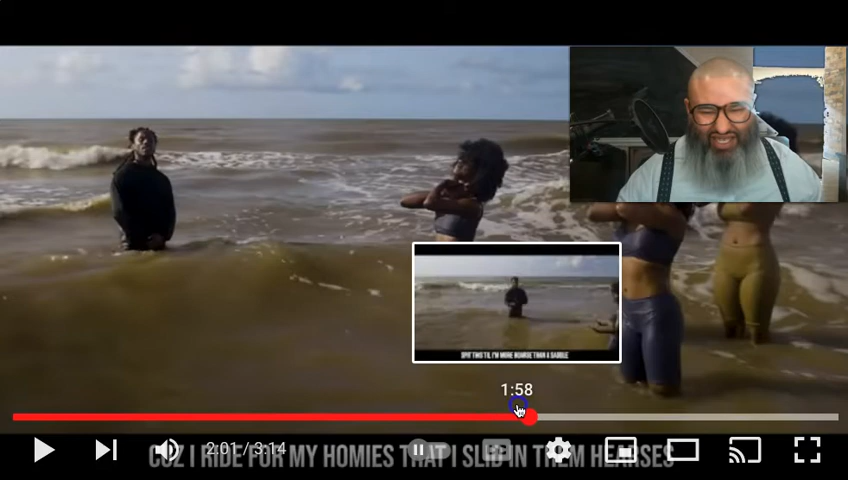 SPIT THIS TIL I'M MORE HOARSE THAN A SADDLE
1:58
2:01 / 3:14
CUZ I RIDE FOR MY HOMIES THAT I SLID IN THEM HEARSES